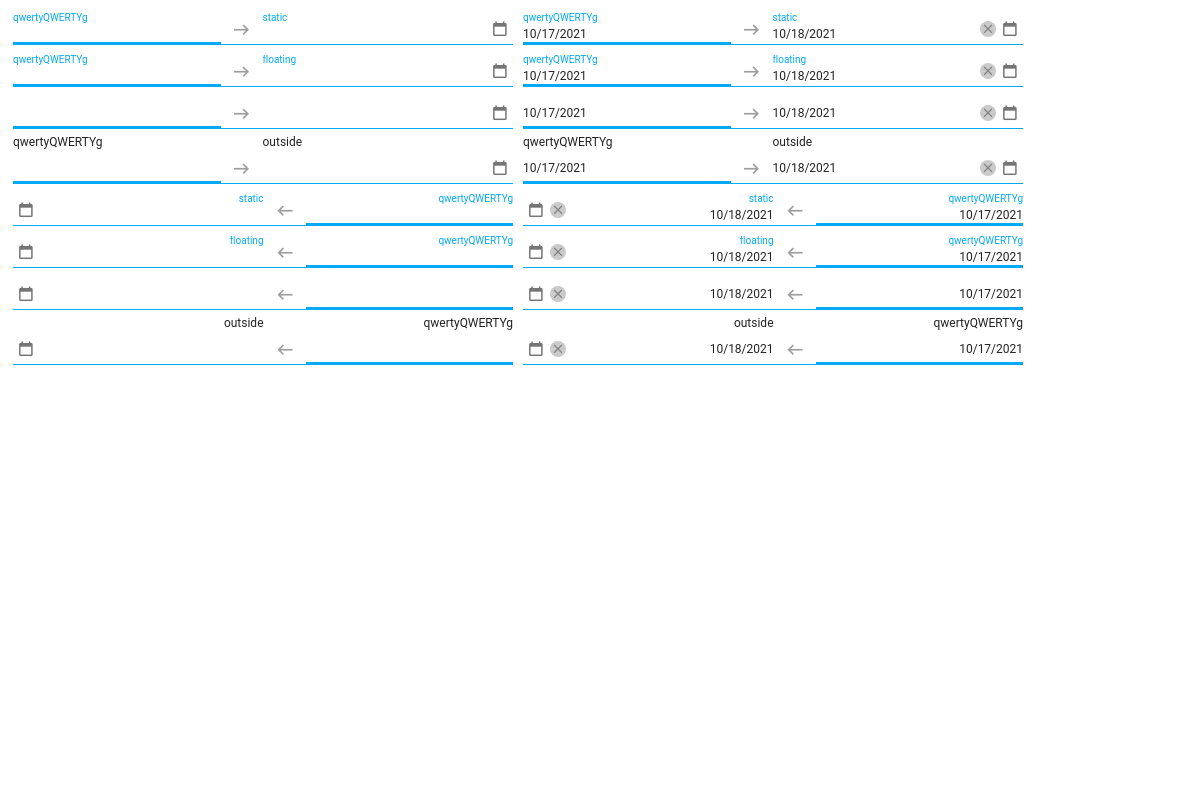 qwertyQWERTYg static qwertyQWERTYg static
10/17/2021 10/18/2021
qwertyQWERTYg floating qwertyQWERTYg floating
10/17/2021 10/18/2021
10/17/2021 10/18/2021
qwertyQWERTYg outside qwertyQWERTYg outside
10/17/2021 10/18/2021
static qwertyQWERTYg static qwertyQWERTYg
10/18/2021 10/17/2021
floating qwertyQWERTYg floating qwertyQWERTYg
10/18/2021 10/17/2021
10/18/2021 10/17/2021
outside qwertyQWERTYg outside qwertyQWERTYg
10/18/2021 10/17/2021